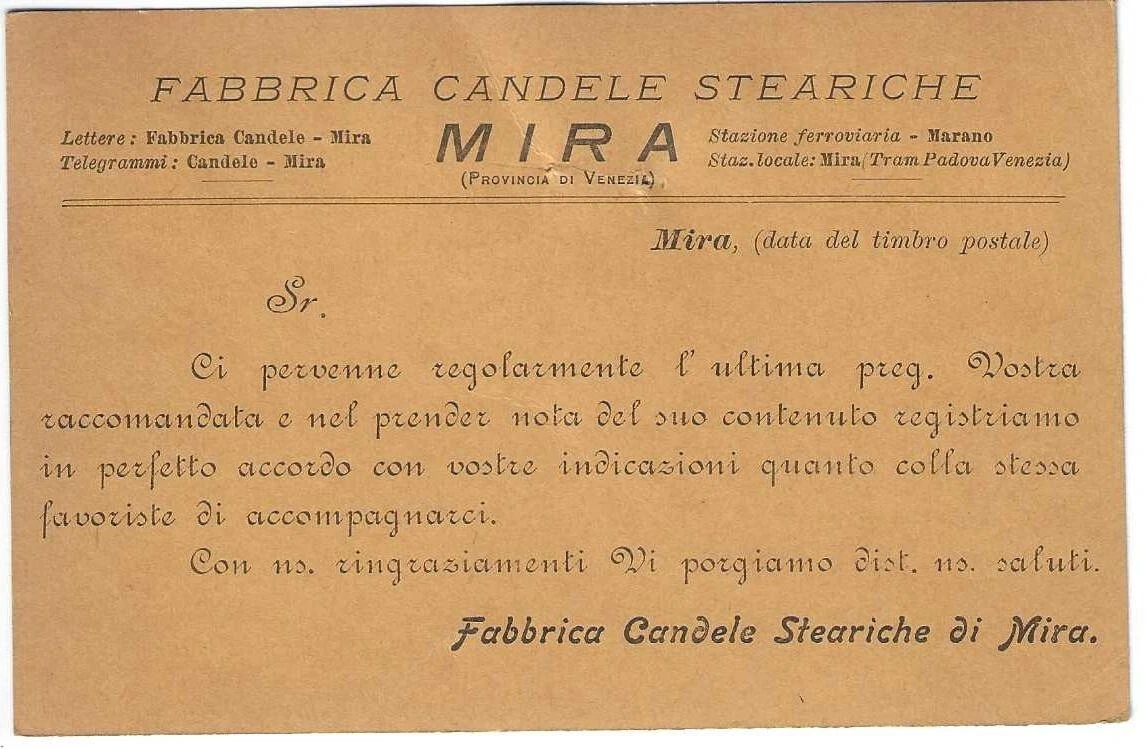 FABBRICA CANDELE STEARICHE
Lettere: Fabbrica Candele - Mira
Telegrammi: Candele - Mira
MIRA
(PROVINCIA DI VENEZIA)
Stazione ferroviaria - Marano
Staz. locale: Mira (Tram Padova Venezia)
Mira, (data del timbro postale)
Sr.
Ci pervenne regolarmente l' ultima preg. Vostra
raccomandata e nel prender nota del suo contenuto registriamo
in perfetto accordo con vostre indicazioni quanto colla stessa
favoriste di accompagnarci.
Con ns. ringraziamenti Vi porgiamo dist. ns. saluti.
Fabbrica Candele Steariche di Mira.